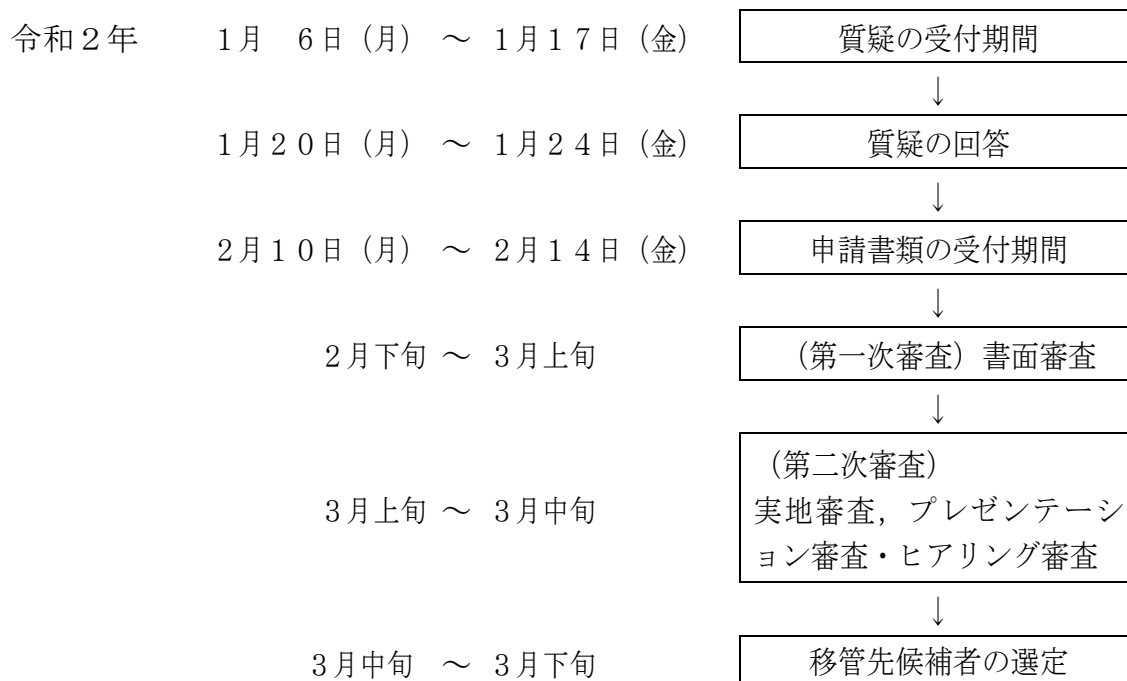 令和２年　１月　６日（月）　～　１月１７日（金）　質疑の受付期間
↓
１月２０日（月）　～　１月２４日（金）　質疑の回答
↓
２月１０日（月）　～　２月１４日（金）　申請書類の受付期間
↓
２月下旬　～　３月上旬　（第一次審査）書面審査
↓
（第二次審査）
３月上旬　～　３月中旬　実地審査，プレゼンテーシ
ョン審査・ヒアリング審査
↓
３月中旬　～　３月下旬　移管先候補者の選定